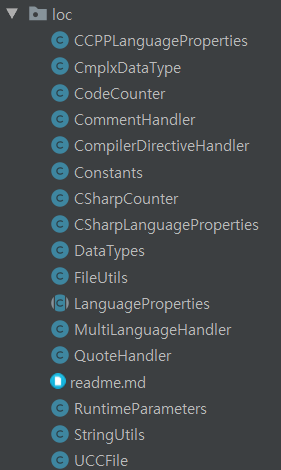 loc
CCPPLanguageProperties
CmplxDataType
CodeCounter
CommentHandler
CompilerDirectiveHandler
Constants
CSharpCounter
CSharpLanguageProperties
DataTypes
FileUtils
LanguageProperties
MultiLanguageHandler
QuoteHandler
readme.md
RuntimeParameters
StringUtils
UCCFile